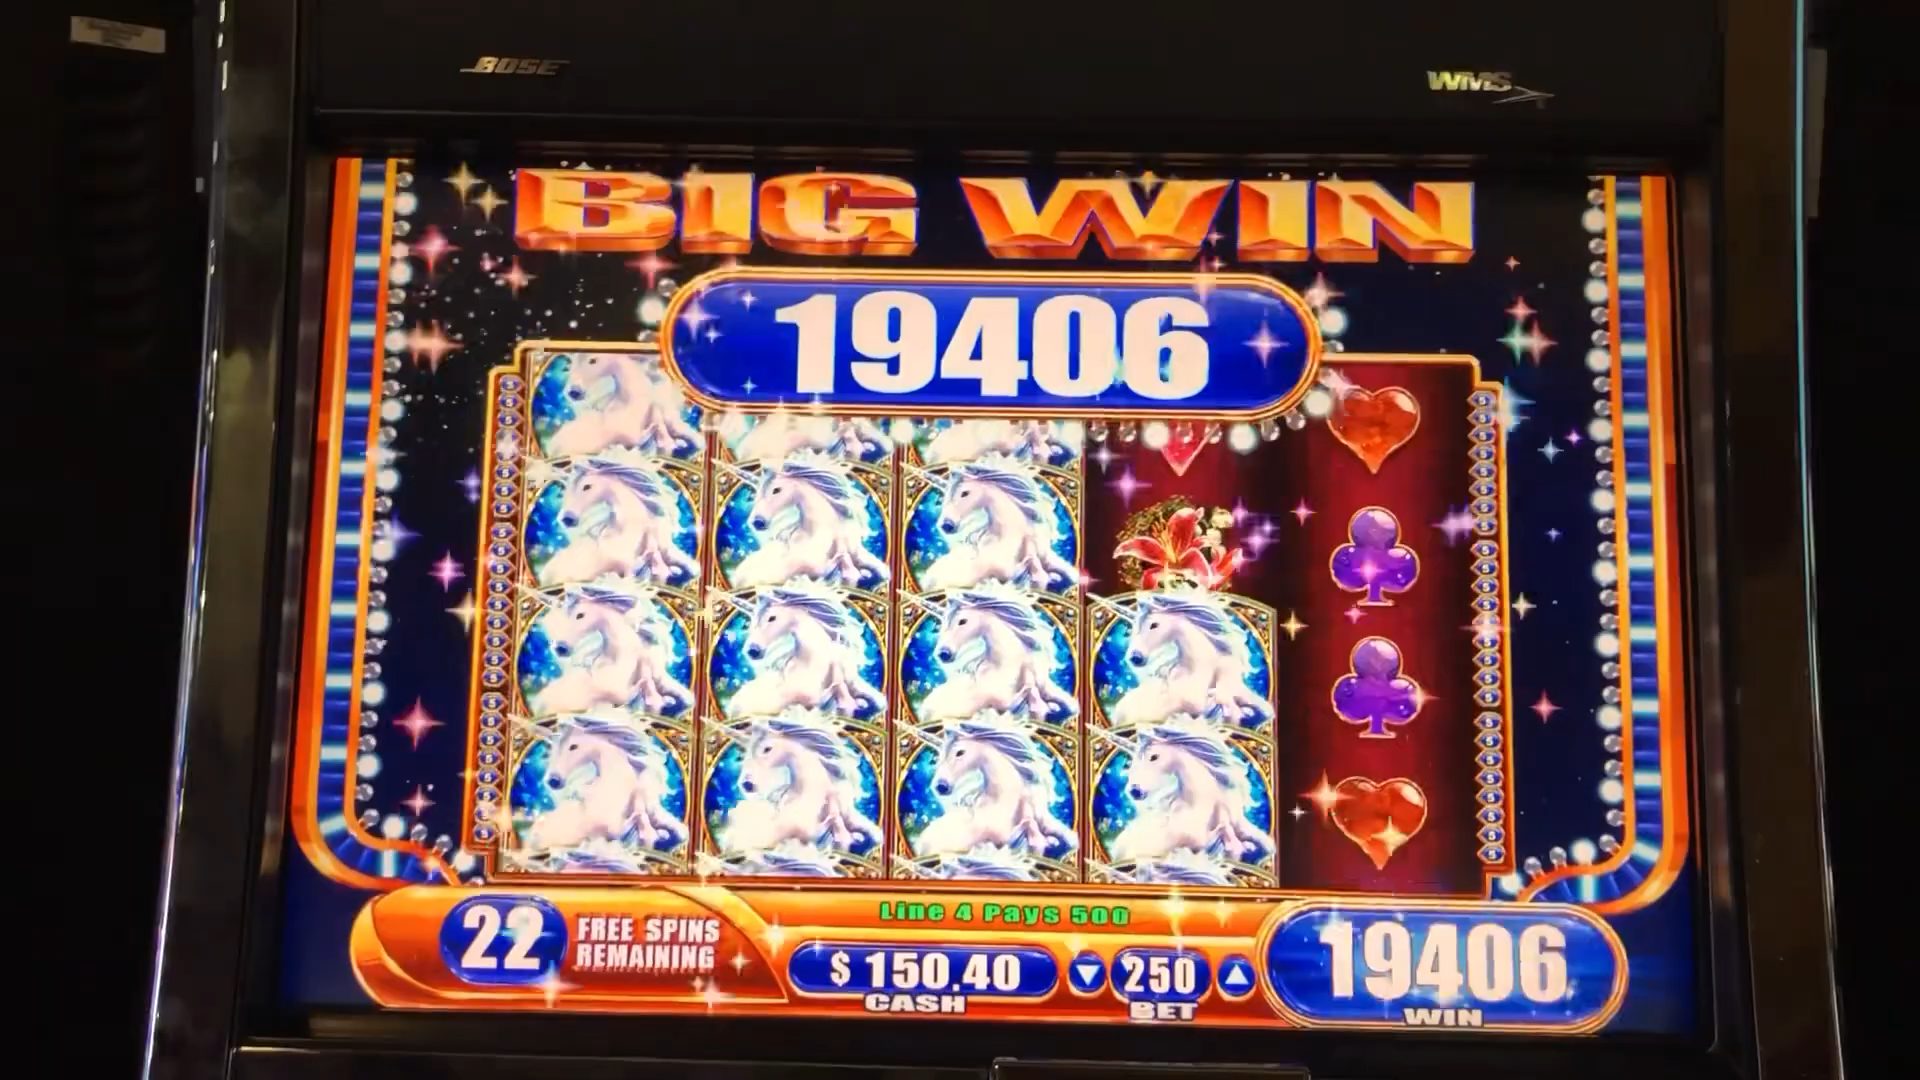 BOSE
WMS
BIG WIN
19406
Line 4 Pays 500
22
FREE SPINS
REMAINING
$ 150.40
CASH
250
BET
19406
WIN